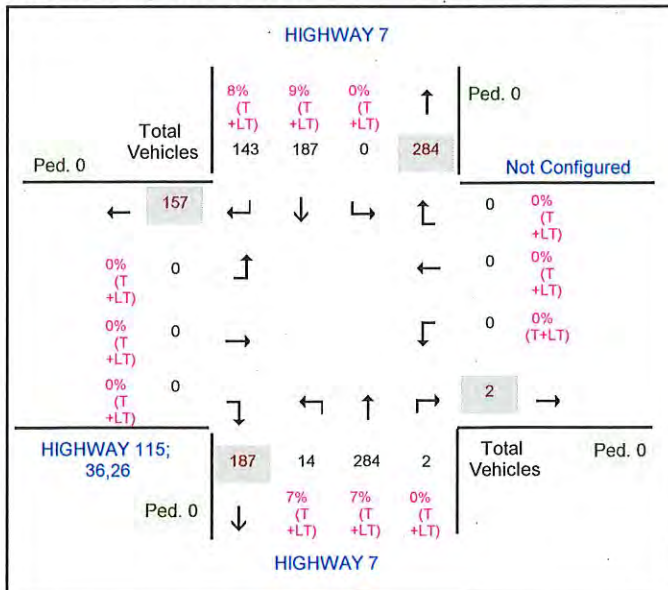 HIGHWAY 7
8% 9% 0%
(T (T (T
+LT) +LT) +LT)
Ped. 0
Total
Vehicles
143 187 0 284
Ped. 0
Not Configured
157
0 0%
(T
+LT)
0% 0
(T
+LT)
0 0%
(T
+LT)
0% 0
(T
+LT)
0 0%
(T+LT)
0% 0
(T
+LT)
2
HIGHWAY 115;
36,26
187 14 284 2
Total
Vehicles
Ped. 0
Ped. 0
7% 7% 0%
(T (T (T
+LT) +LT) +LT)
HIGHWAY 7